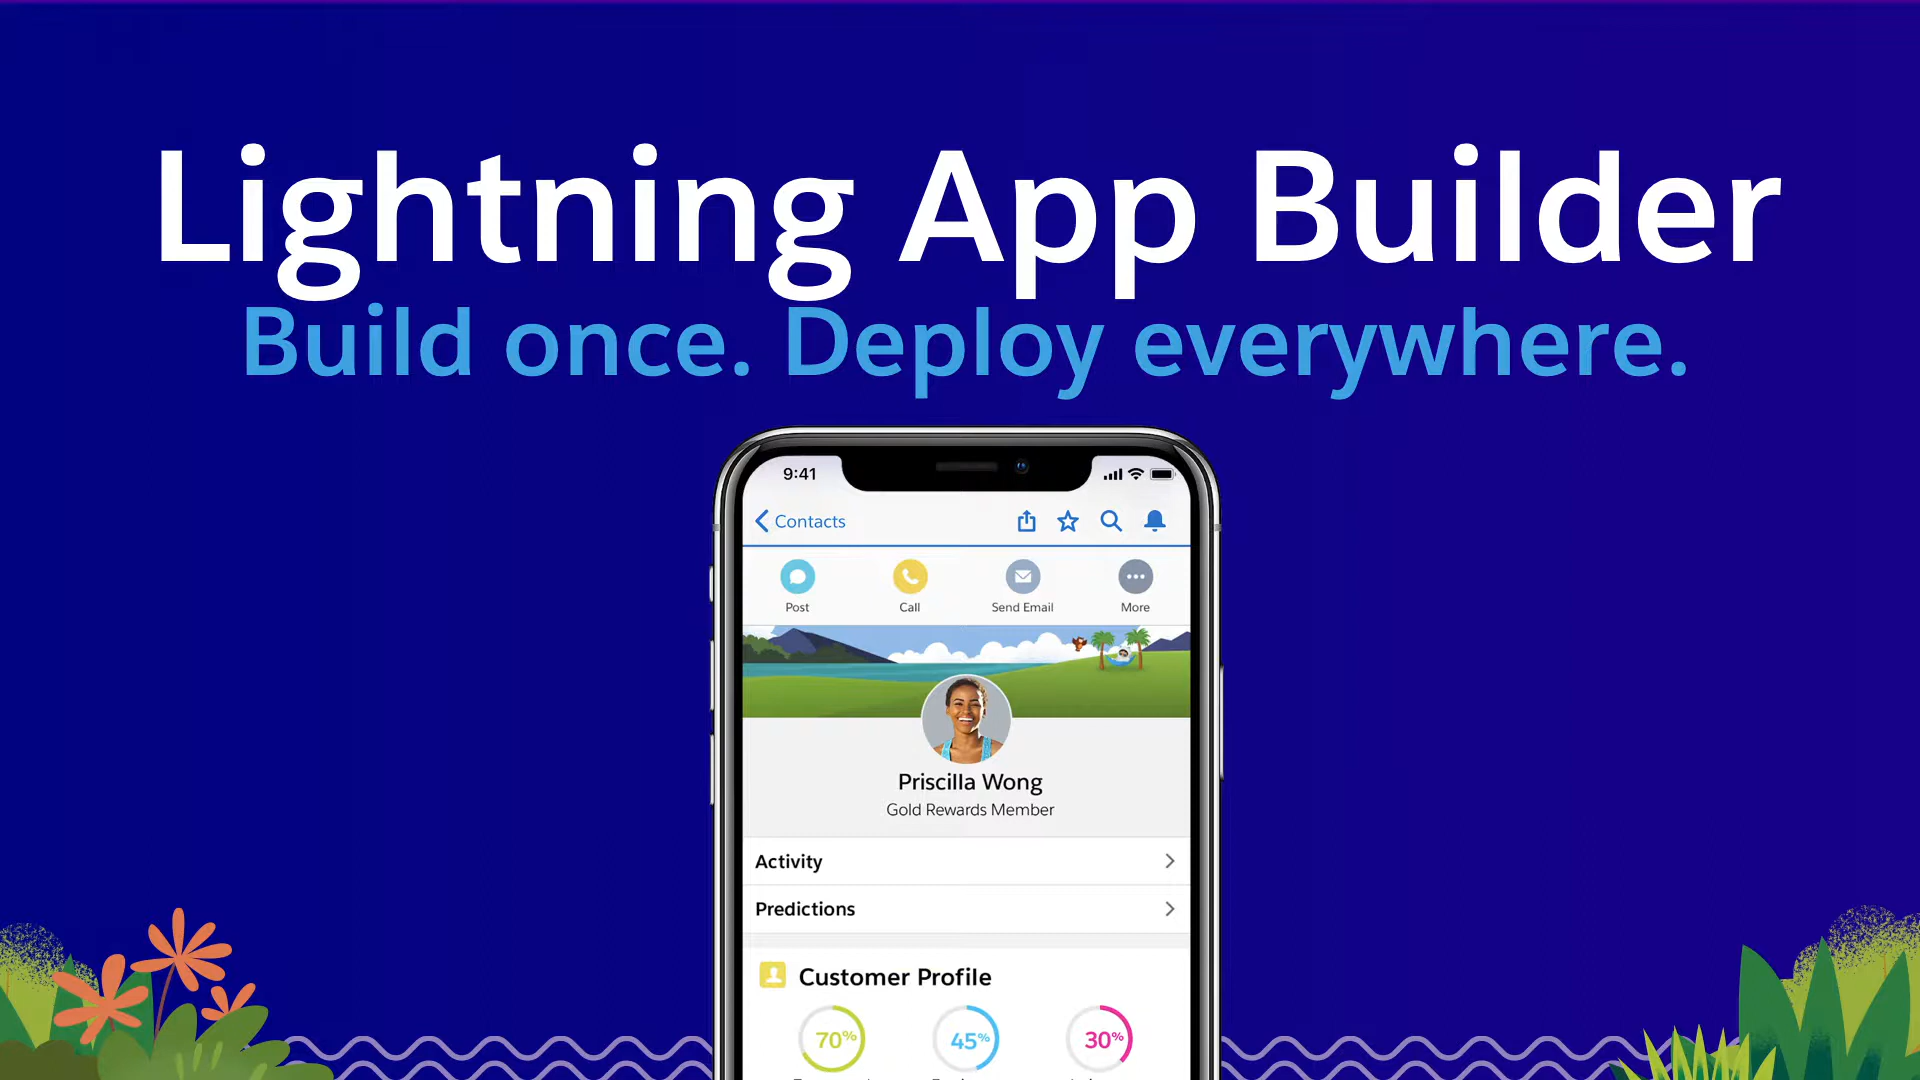 Lightning App Builder
Build once. Deploy everywhere.
9:41
Contacts
Post Call Send Email More
Priscilla Wong
Gold Rewards Member
Activity
Predictions
Customer Profile
70% 45% 30%